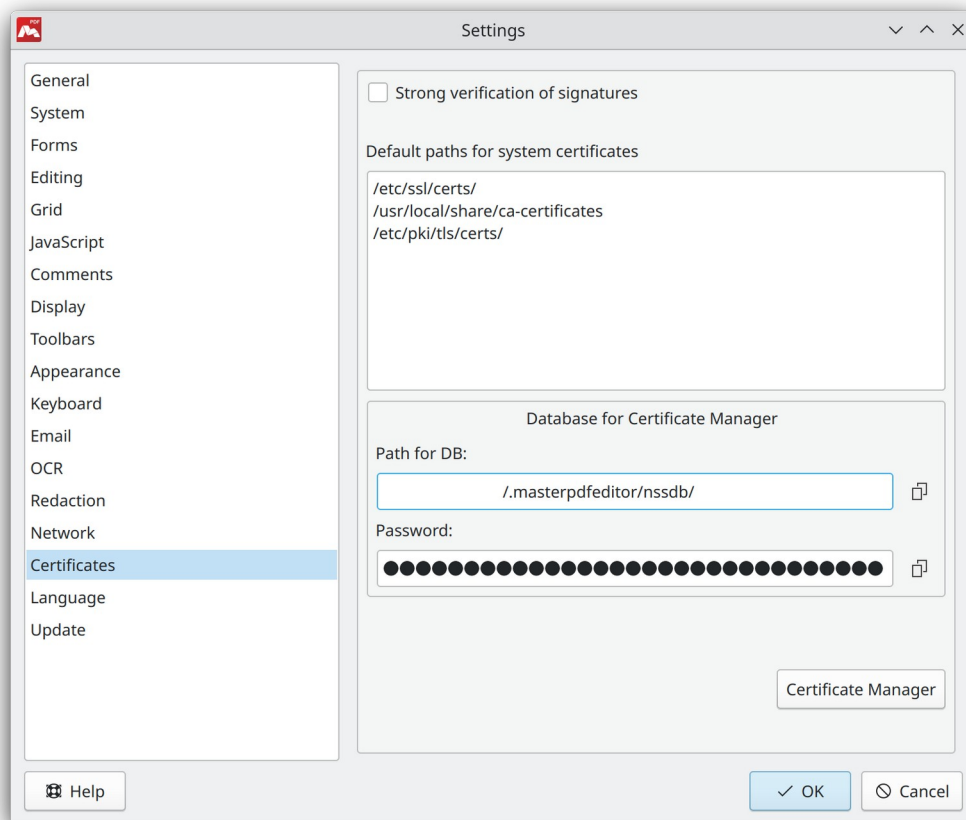 PDF
Settings
General
System
Forms
Editing
Grid
JavaScript
Comments
Display
Toolbars
Appearance
Keyboard
Email
OCR
Redaction
Network
Certificates
Language
Update
Strong verification of signatures
Default paths for system certificates
/etc/ssl/certs/
/usr/local/share/ca-certificates
/etc/pki/tls/certs/
Database for Certificate Manager
Path for DB:
/.masterpdfeditor/nssdb/
Password:
Certificate Manager
Help
OK
Cancel